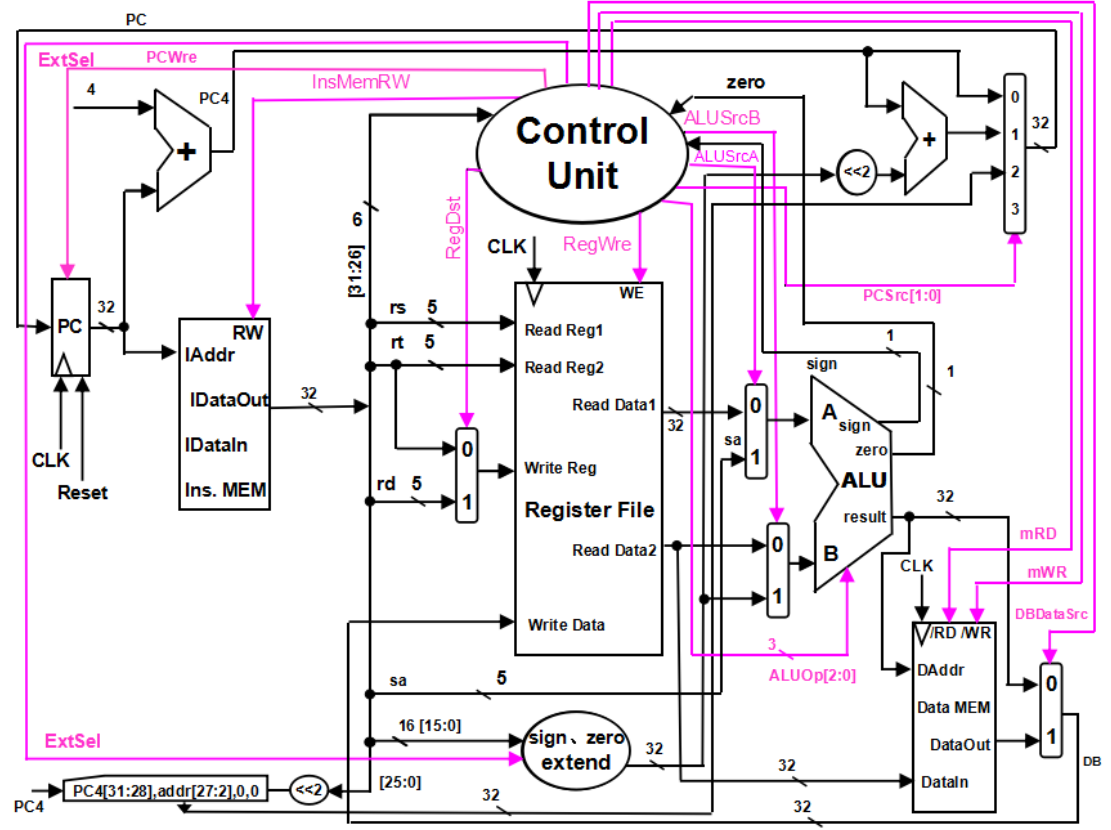 PC
ExtSel
PCWre
InsMemRW
4
PC4
+
Control
Unit
zero
ALUSrcB
ALUSrcA
<<2
+
0
1
2
3
32
6
[31:26]
RegDst
CLK
RegWre
WE
PCSrc[1:0]
PC
32
RW
IAddr
IDataOut
IDataIn
Ins. MEM
32
CLK
Reset
rs
5
rt
5
rd
5
0
1
Read Reg1
Read Reg2
Read Data1
32
Write Reg
Register File
Read Data2
Write Data
sa
0
1
0
1
sign
1
1
A
sign
zero
ALU
result
B
32
3
ALUOp[2:0]
mRD
mWR
CLK
DBDataSrc
/RD /WR
DAddr
Data MEM
DataOut
DataIn
0
1
DB
sa
5
ExtSel
16 [15:0]
sign、zero
extend
32
[25:0]
PC4
PC4[31:28],addr[27:2],0,0
<<2
32
32
32